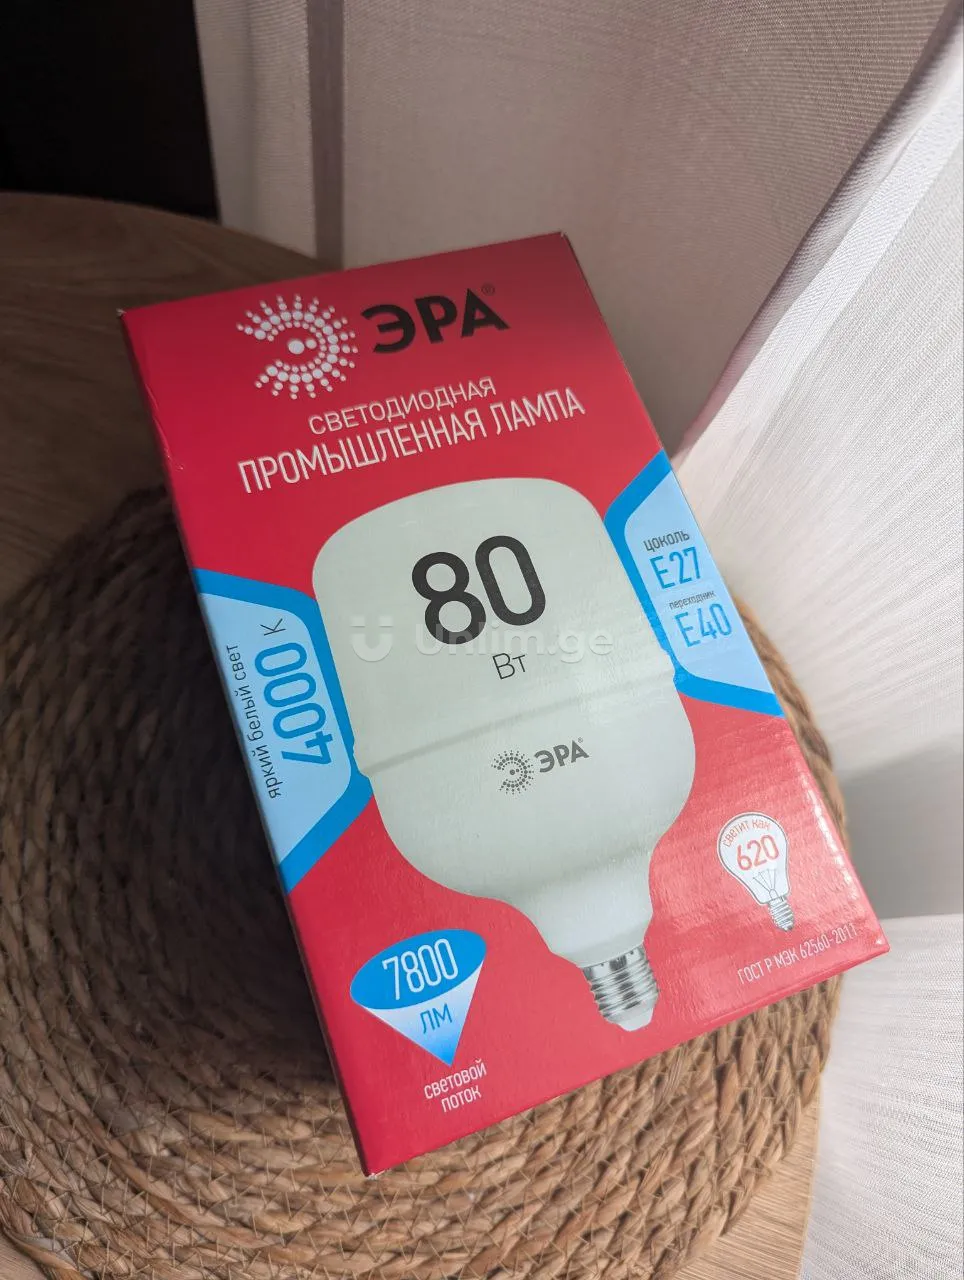 ЭРА®
СВЕТОДИОДНАЯ
ПРОМЫШЛЕННАЯ ЛАМПА
80
Вт
ЭРА®
яркий белый свет
4000 К
цоколь
E27
переходник
E40
Unlim.ge
светит как
620
7800
ЛМ
СВЕТОВОЙ
ПОТОК
ГОСТ Р МЭК 62560-2011